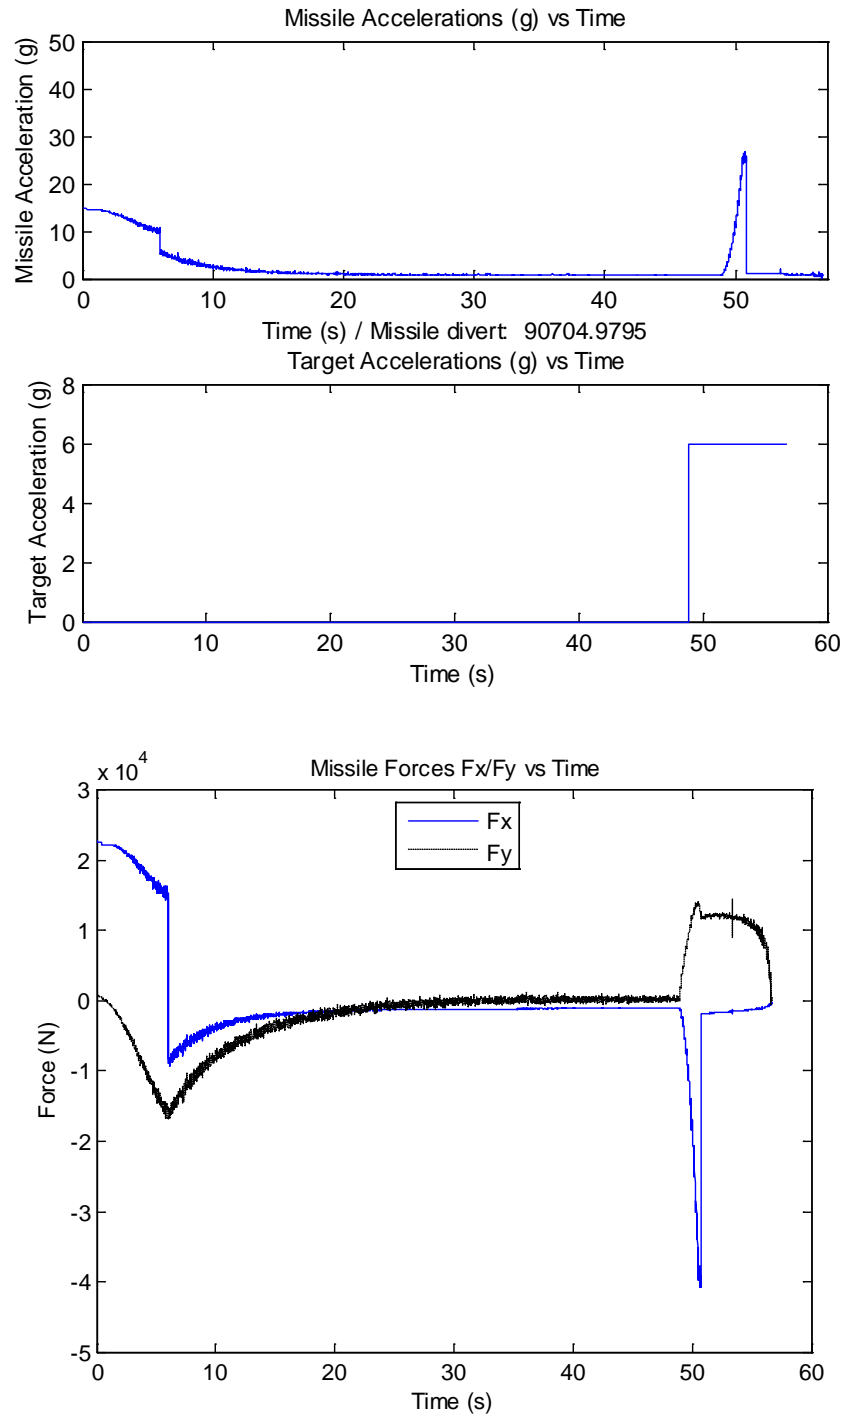 Missile Accelerations (g) vs Time
50
40
30
20
10
0
Missile Acceleration (g)
0 10 20 30 40 50
Time (s) / Missile divert: 90704.9795
Target Accelerations (g) vs Time
8
6
4
2
0
Target Acceleration (g)
0 10 20 30 40 50 60
Time (s)
x 10^4
Missile Forces Fx/Fy vs Time
3
2
1
0
-1
-2
-3
-4
-5
Force (N)
Fx
Fy
0 10 20 30 40 50 60
Time (s)